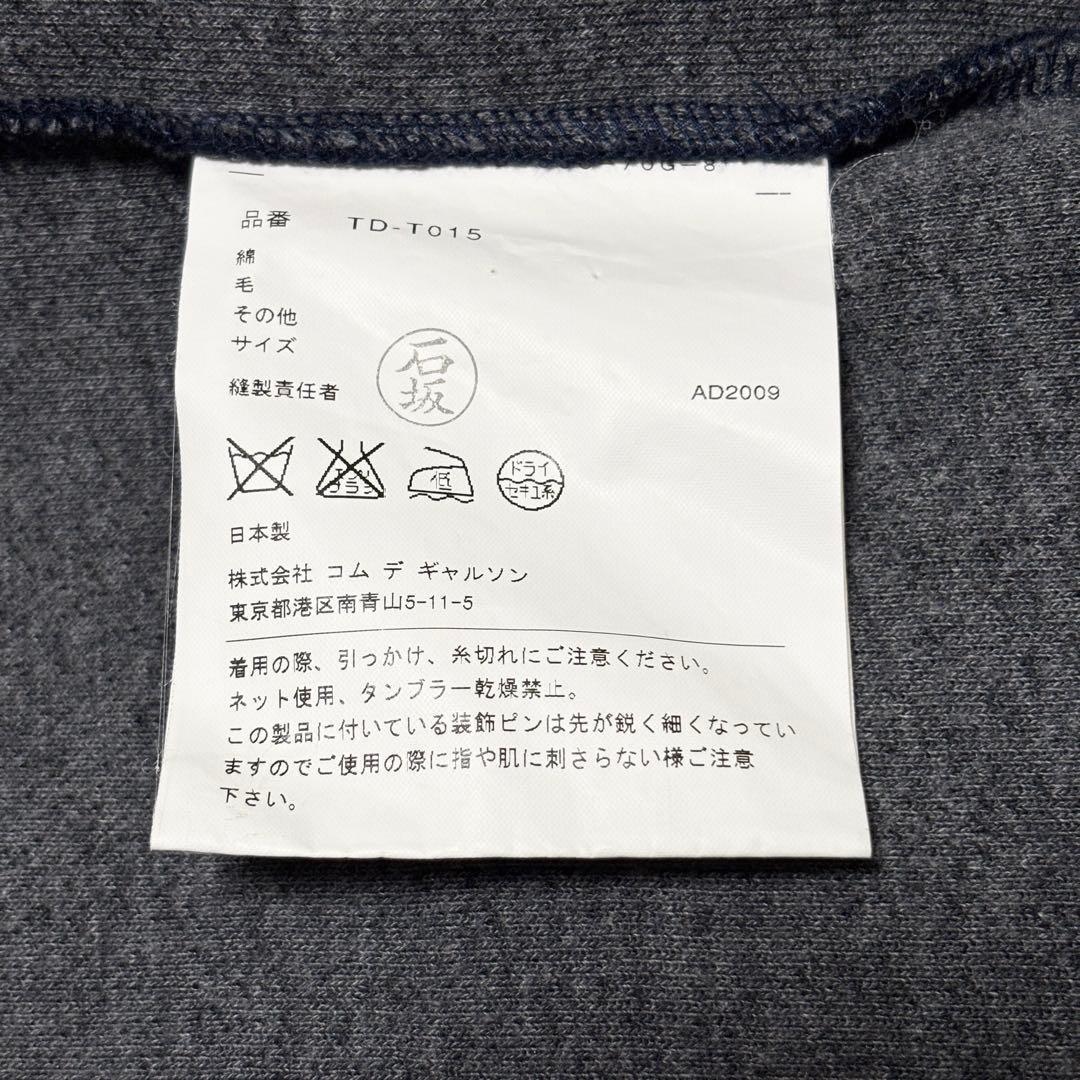 品番 TD-T015
綿
毛
その他
サイズ
縫製責任者 石坂 AD2009
低 ドライ セキユ系
日本製
株式会社 コム デ ギャルソン
東京都港区南青山5-11-5
着用の際、引っかけ、糸切れにご注意ください。
ネット使用、タンブラー乾燥禁止。
この製品に付いている装飾ピンは先が鋭く細くなってい
ますのでご使用の際に指や肌に刺さらない様ご注意
下さい。